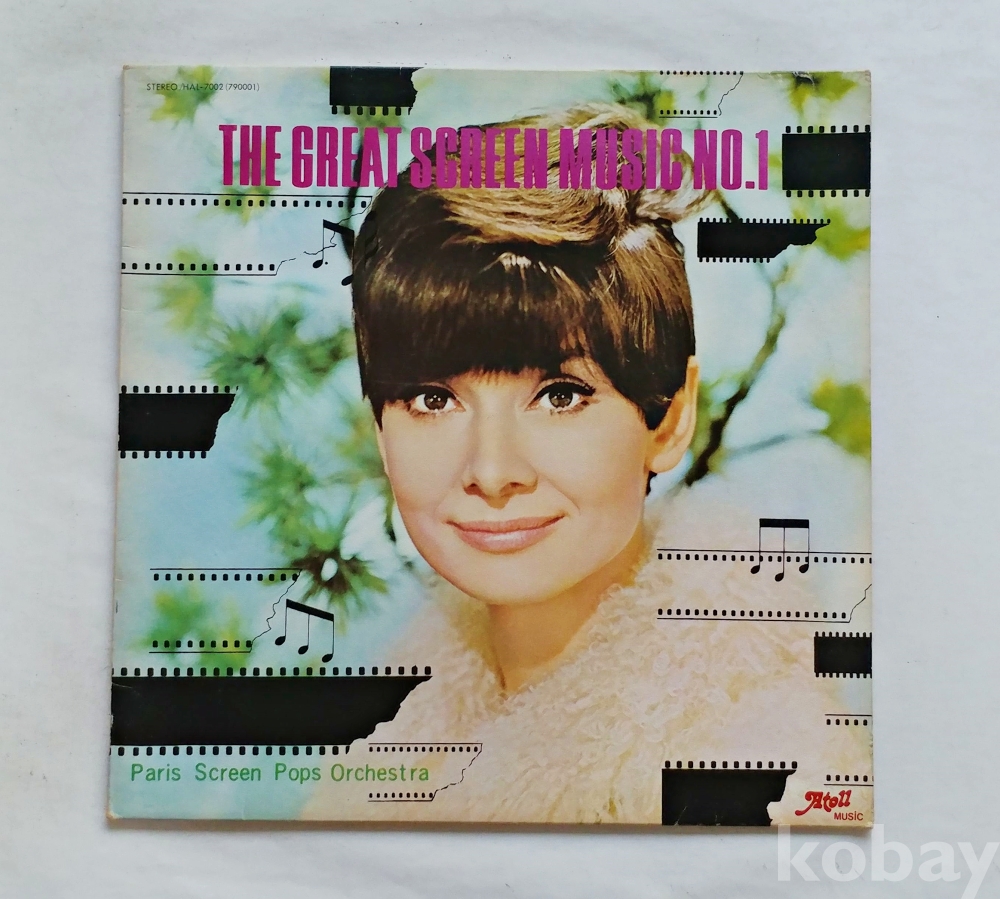 STEREO HAL-7002 (790001)
THE GREAT SCREEN MUSIC NO.1
Paris Screen Pops Orchestra
Atoll
MUSIC
kobay